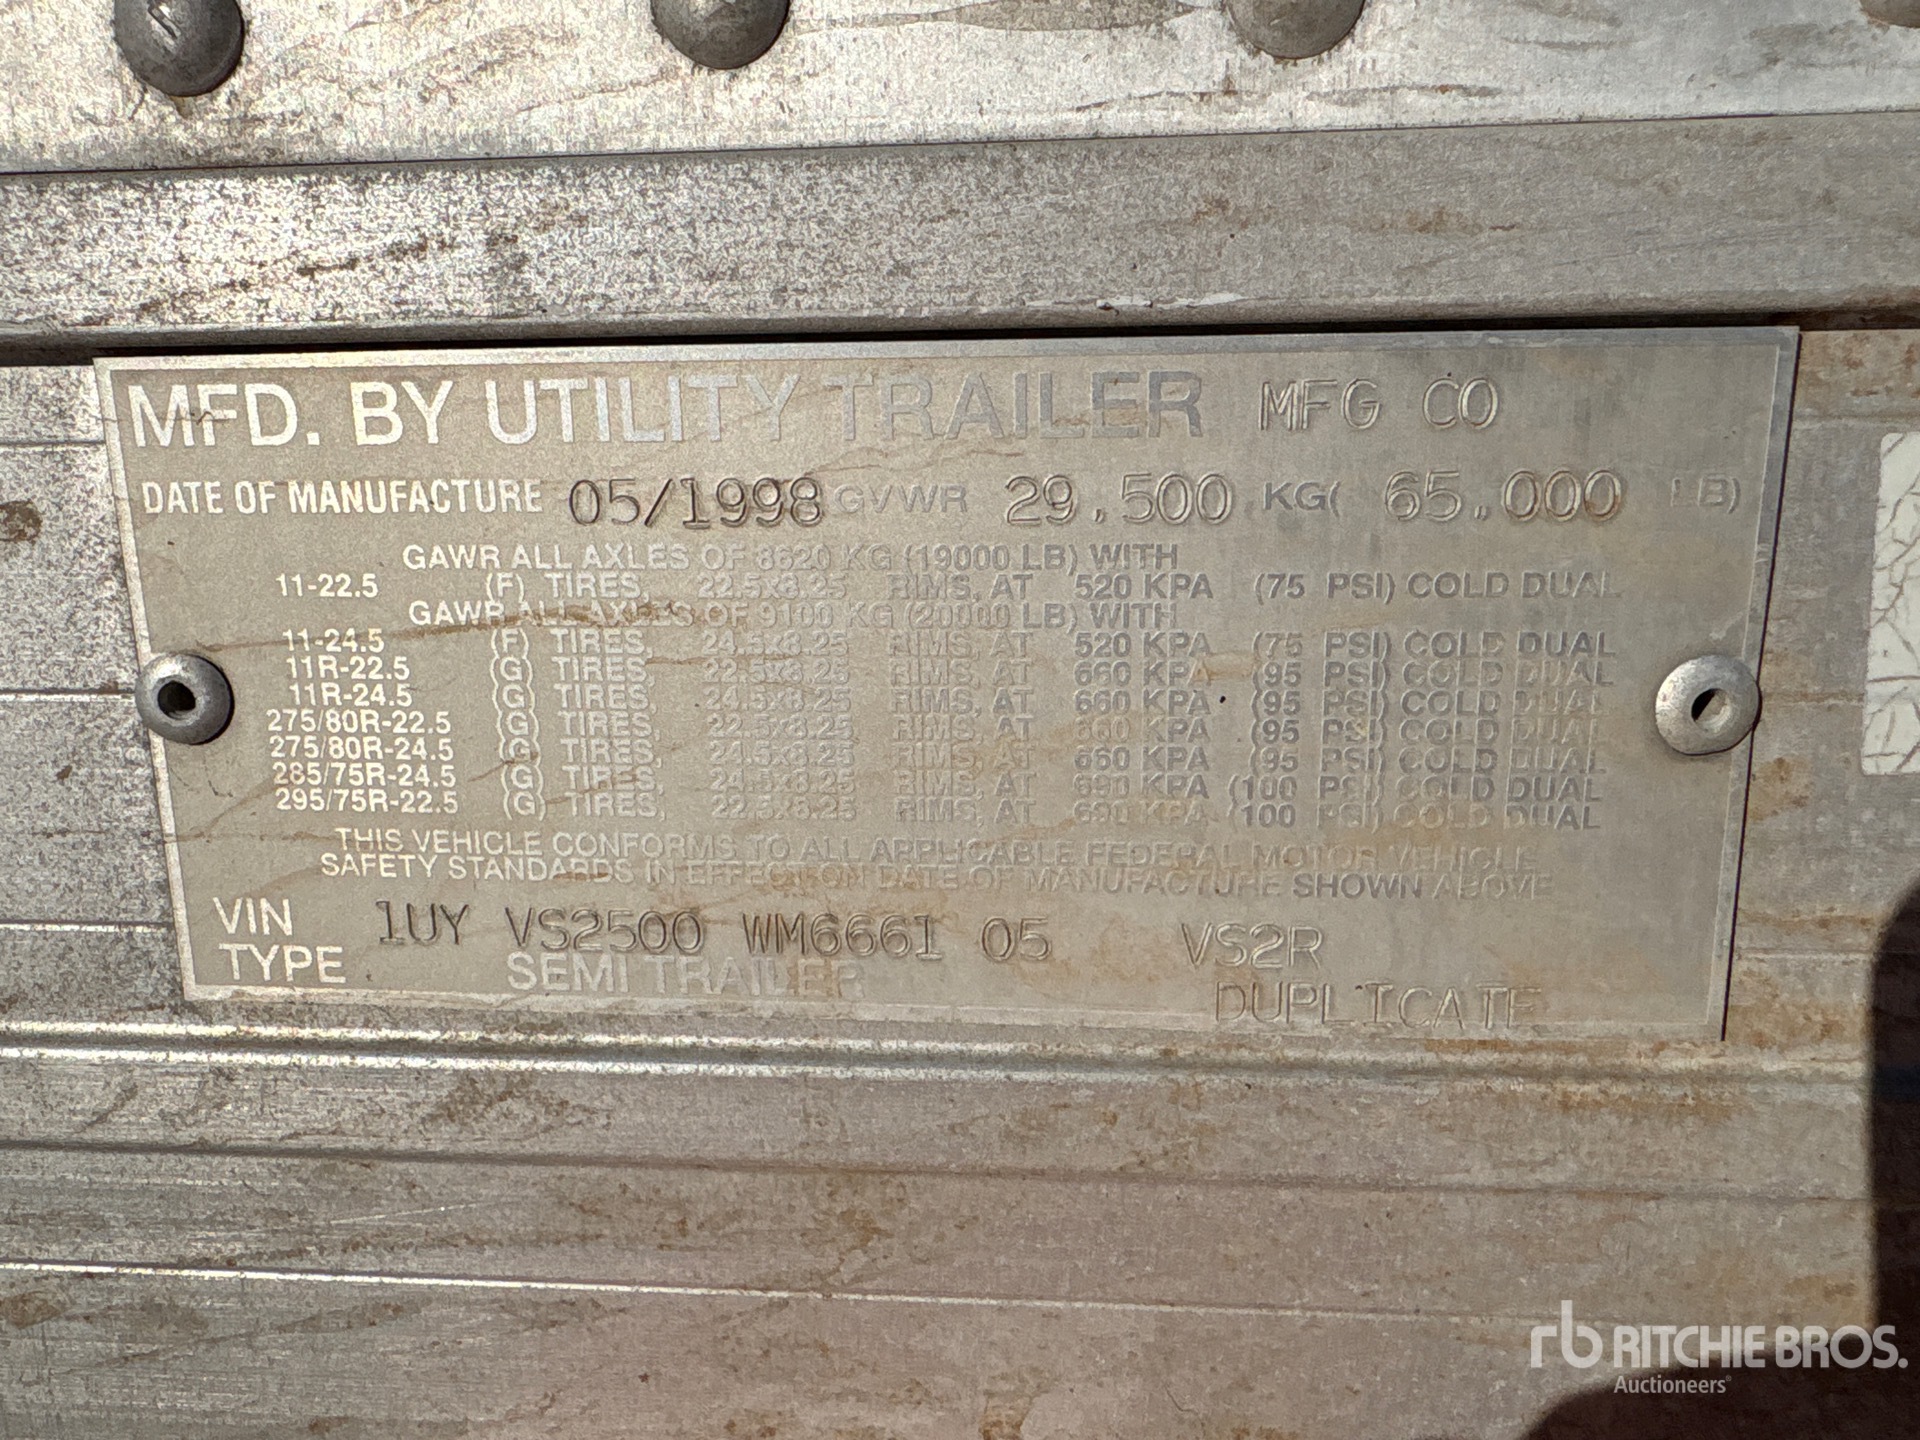 MFD. BY UTILITY TRAILER MFG CO
DATE OF MANUFACTURE 05/1998 GVWR 29.500 KG( 65.000 LB)
GAWR ALL AXLES OF 8620 KG (19000 LB) WITH
11-22.5 (F) TIRES, 22.5x8.25 RIMS, AT 520 KPA (75 PSI) COLD DUAL
GAWR ALL AXLES OF 9100 KG (20000 LB) WITH
11-24.5 (F) TIRES, 24.5x8.25 RIMS, AT 520 KPA (75 PSI) COLD DUAL
11R-22.5 (G) TIRES, 22.5x8.25 RIMS, AT 660 KPA (95 PSI) COLD DUAL
11R-24.5 (G) TIRES, 24.5x8.25 RIMS, AT 660 KPA (95 PSI) COLD DUAL
275/80R-22.5 (G) TIRES, 22.5x8.25 RIMS, AT 660 KPA (95 PSI) COLD DUAL
275/80R-24.5 (G) TIRES, 24.5x8.25 RIMS, AT 660 KPA (95 PSI) COLD DUAL
285/75R-24.5 (G) TIRES, 24.5x8.25 RIMS, AT 690 KPA (100 PSI) COLD DUAL
295/75R-22.5 (G) TIRES, 22.5x8.25 RIMS, AT 690 KPA (100 PSI) COLD DUAL
THIS VEHICLE CONFORMS TO ALL APPLICABLE FEDERAL MOTOR VEHICLE
SAFETY STANDARDS IN EFFECT ON DATE OF MANUFACTURE SHOWN ABOVE
VIN 1UY VS2500 WM6661 05 VS2R
TYPE SEMI TRAILER DUPLICATE
rb RITCHIE BROS.
Auctioneers